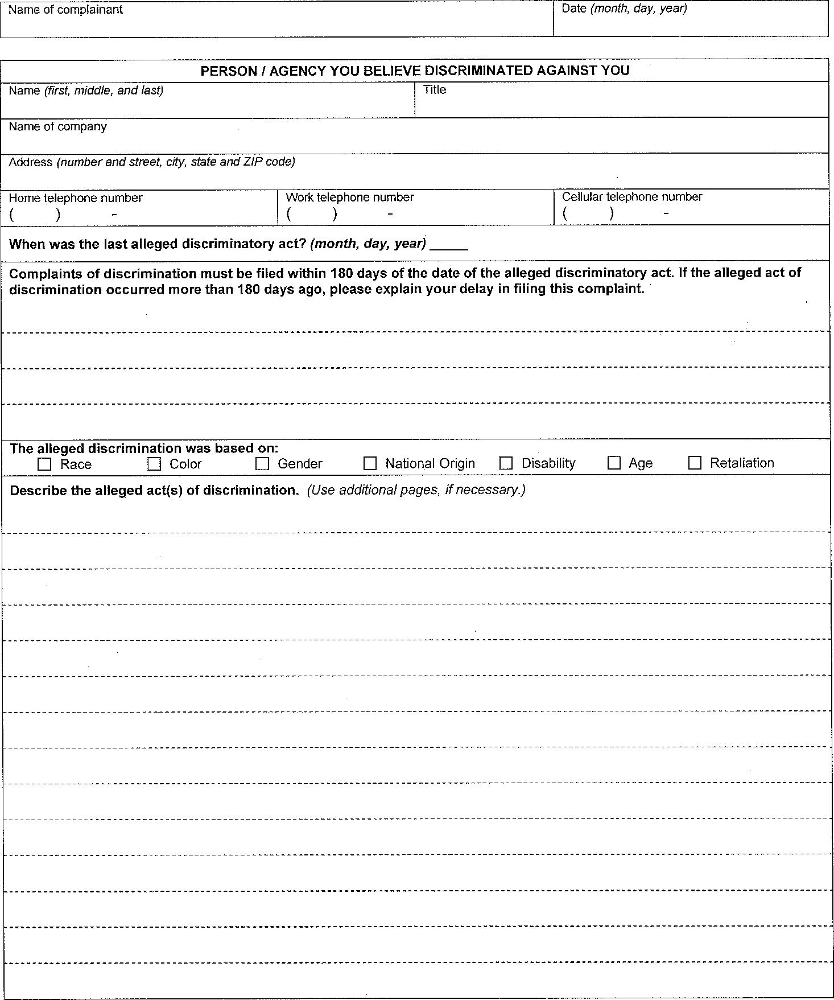 Name of complainant Date (month, day, year)
PERSON / AGENCY YOU BELIEVE DISCRIMINATED AGAINST YOU
Name (first, middle, and last) Title
Name of company
Address (number and street, city, state and ZIP code)
Home telephone number Work telephone number Cellular telephone number
( ) - ( ) - ( ) -
When was the last alleged discriminatory act? (month, day, year) _____
Complaints of discrimination must be filed within 180 days of the date of the alleged discriminatory act. If the alleged act of
discrimination occurred more than 180 days ago, please explain your delay in filing this complaint.
The alleged discrimination was based on:
☐ Race ☐ Color ☐ Gender ☐ National Origin ☐ Disability ☐ Age ☐ Retaliation
Describe the alleged act(s) of discrimination. (Use additional pages, if necessary.)